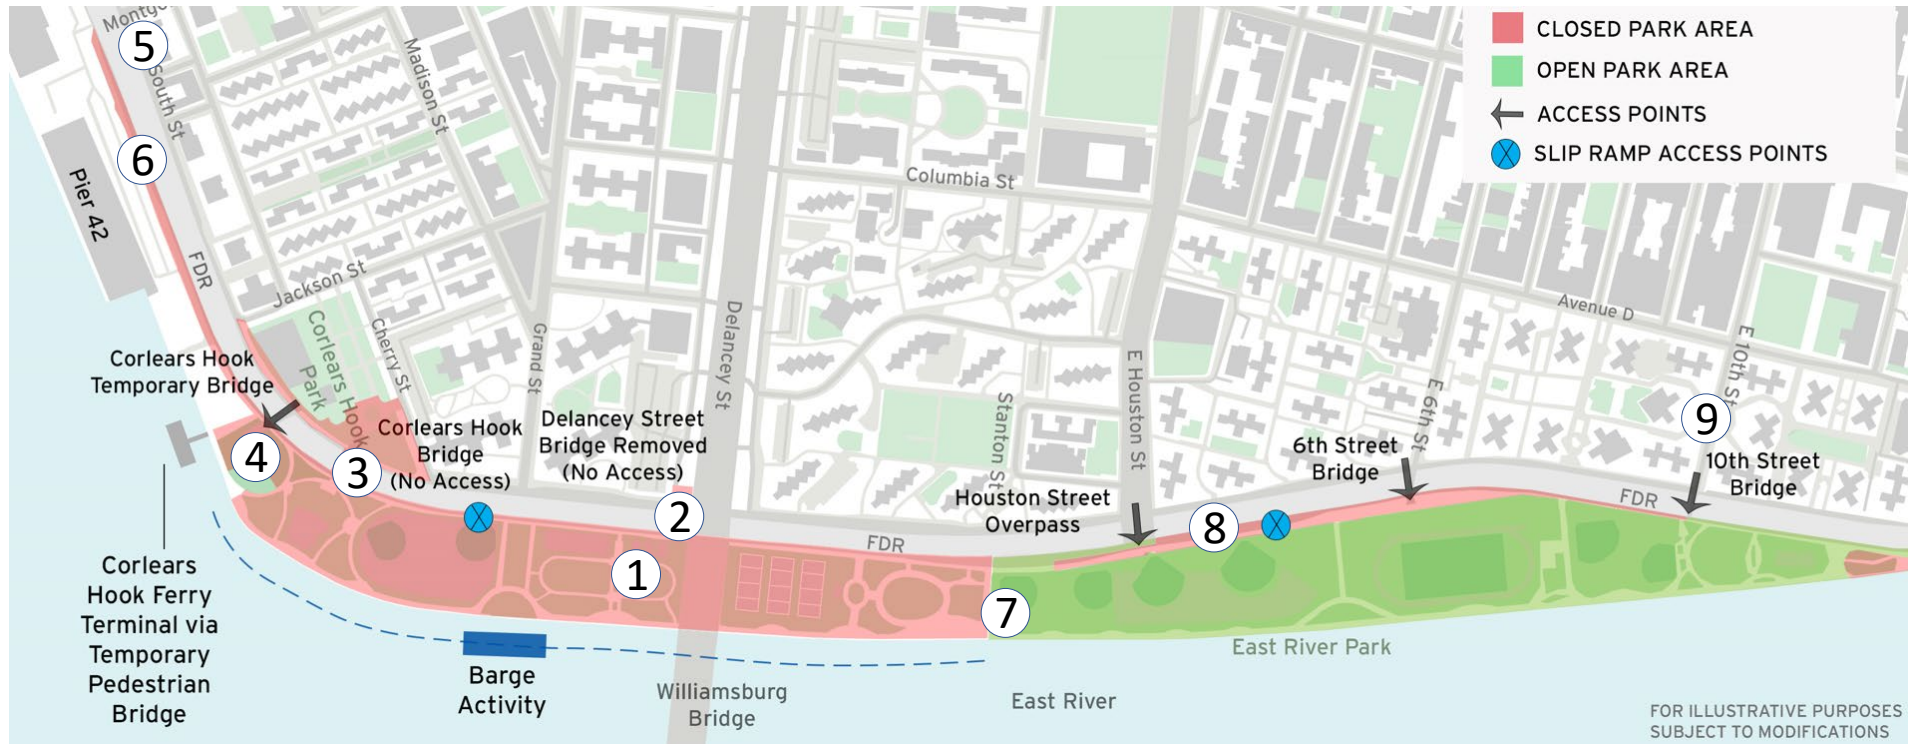 CLOSED PARK AREA
OPEN PARK AREA
ACCESS POINTS
SLIP RAMP ACCESS POINTS
5
South St
Madison St
6
Pier 42
FDR
Jackson St
Corlears Hook
Park
Corlears Hook
Cherry St
Grand St
Delancey St
Columbia St
Stanton St
E Houston St
Avenue D
E 6th St
E 10th St
9
Corlears Hook
Temporary Bridge
4
3
Corlears Hook
Bridge
(No Access)
Delancey Street
Bridge Removed
(No Access)
2
1
FDR
Houston Street
Overpass
7
8
6th Street
Bridge
FDR
10th Street
Bridge
Corlears
Hook Ferry
Terminal via
Temporary
Pedestrian
Bridge
Barge
Activity
Williamsburg
Bridge
East River
East River Park
FOR ILLUSTRATIVE PURPOSES
SUBJECT TO MODIFICATIONS